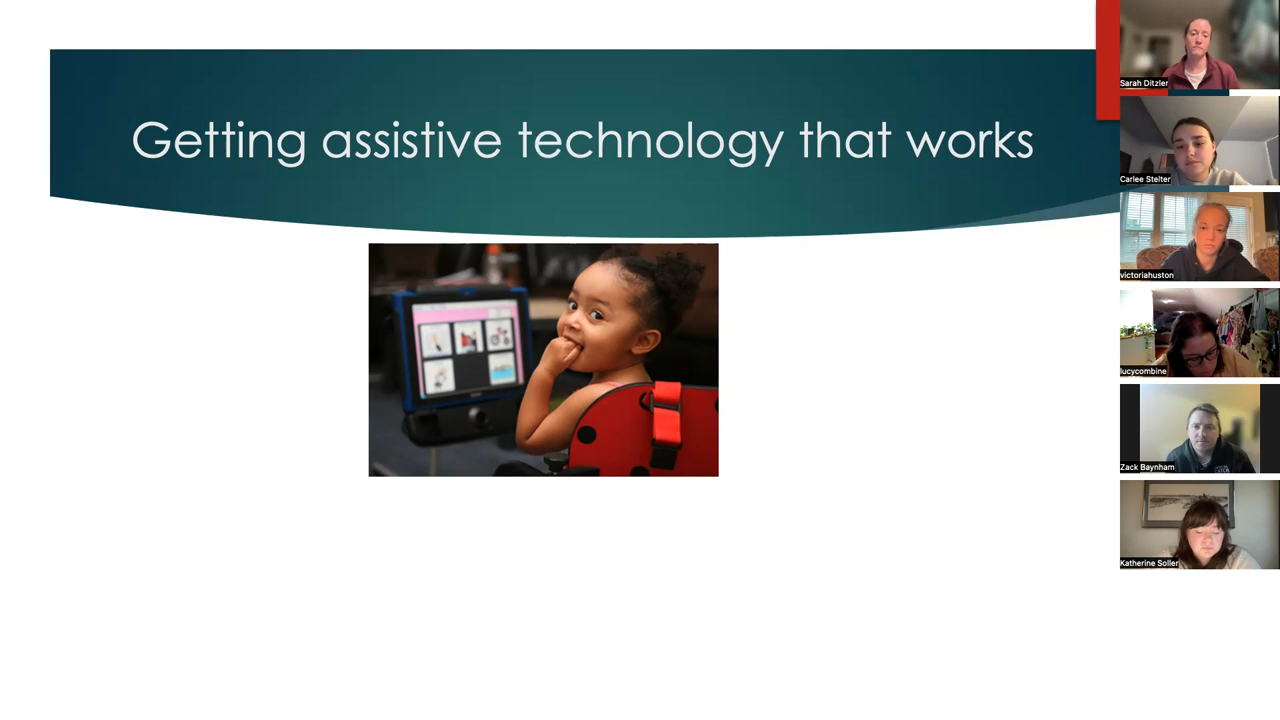 Getting assistive technology that works
Sarah Ditzler
Carlee Stelter
victoriahuston
lucycombine
Zack Baynham
Katherine Soller